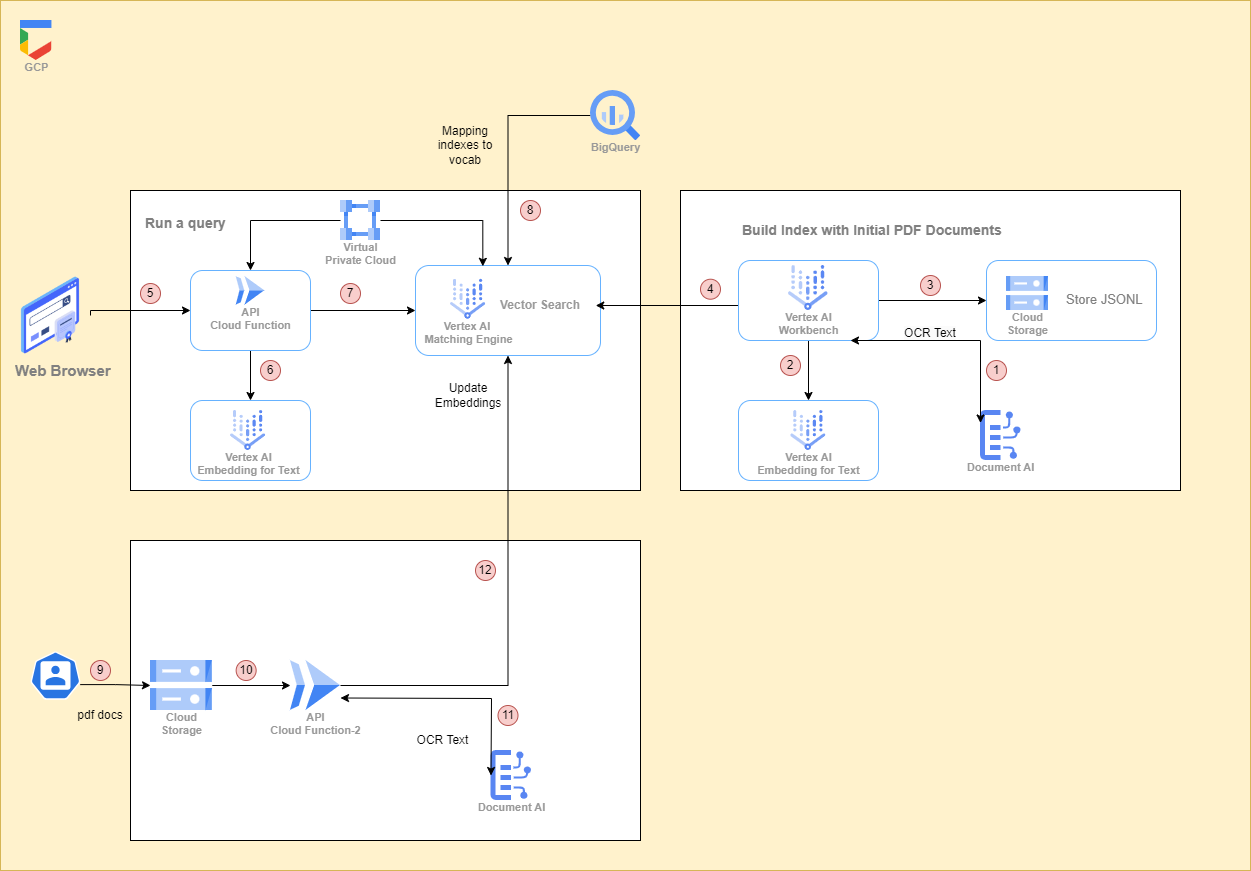 GCP
Mapping
indexes to
vocab
BigQuery
Run a query
8
Virtual
Private Cloud
5
API
Cloud Function
7
Vertex AI
Matching Engine
Vector Search
6
Update
Embeddings
Vertex AI
Embedding for Text
Web Browser
Build Index with Initial PDF Documents
4
Vertex AI
Workbench
3
Cloud
Storage
Store JSONL
OCR Text
2
1
Vertex AI
Embedding for Text
Document AI
12
9
pdf docs
Cloud
Storage
10
API
Cloud Function-2
11
OCR Text
Document AI